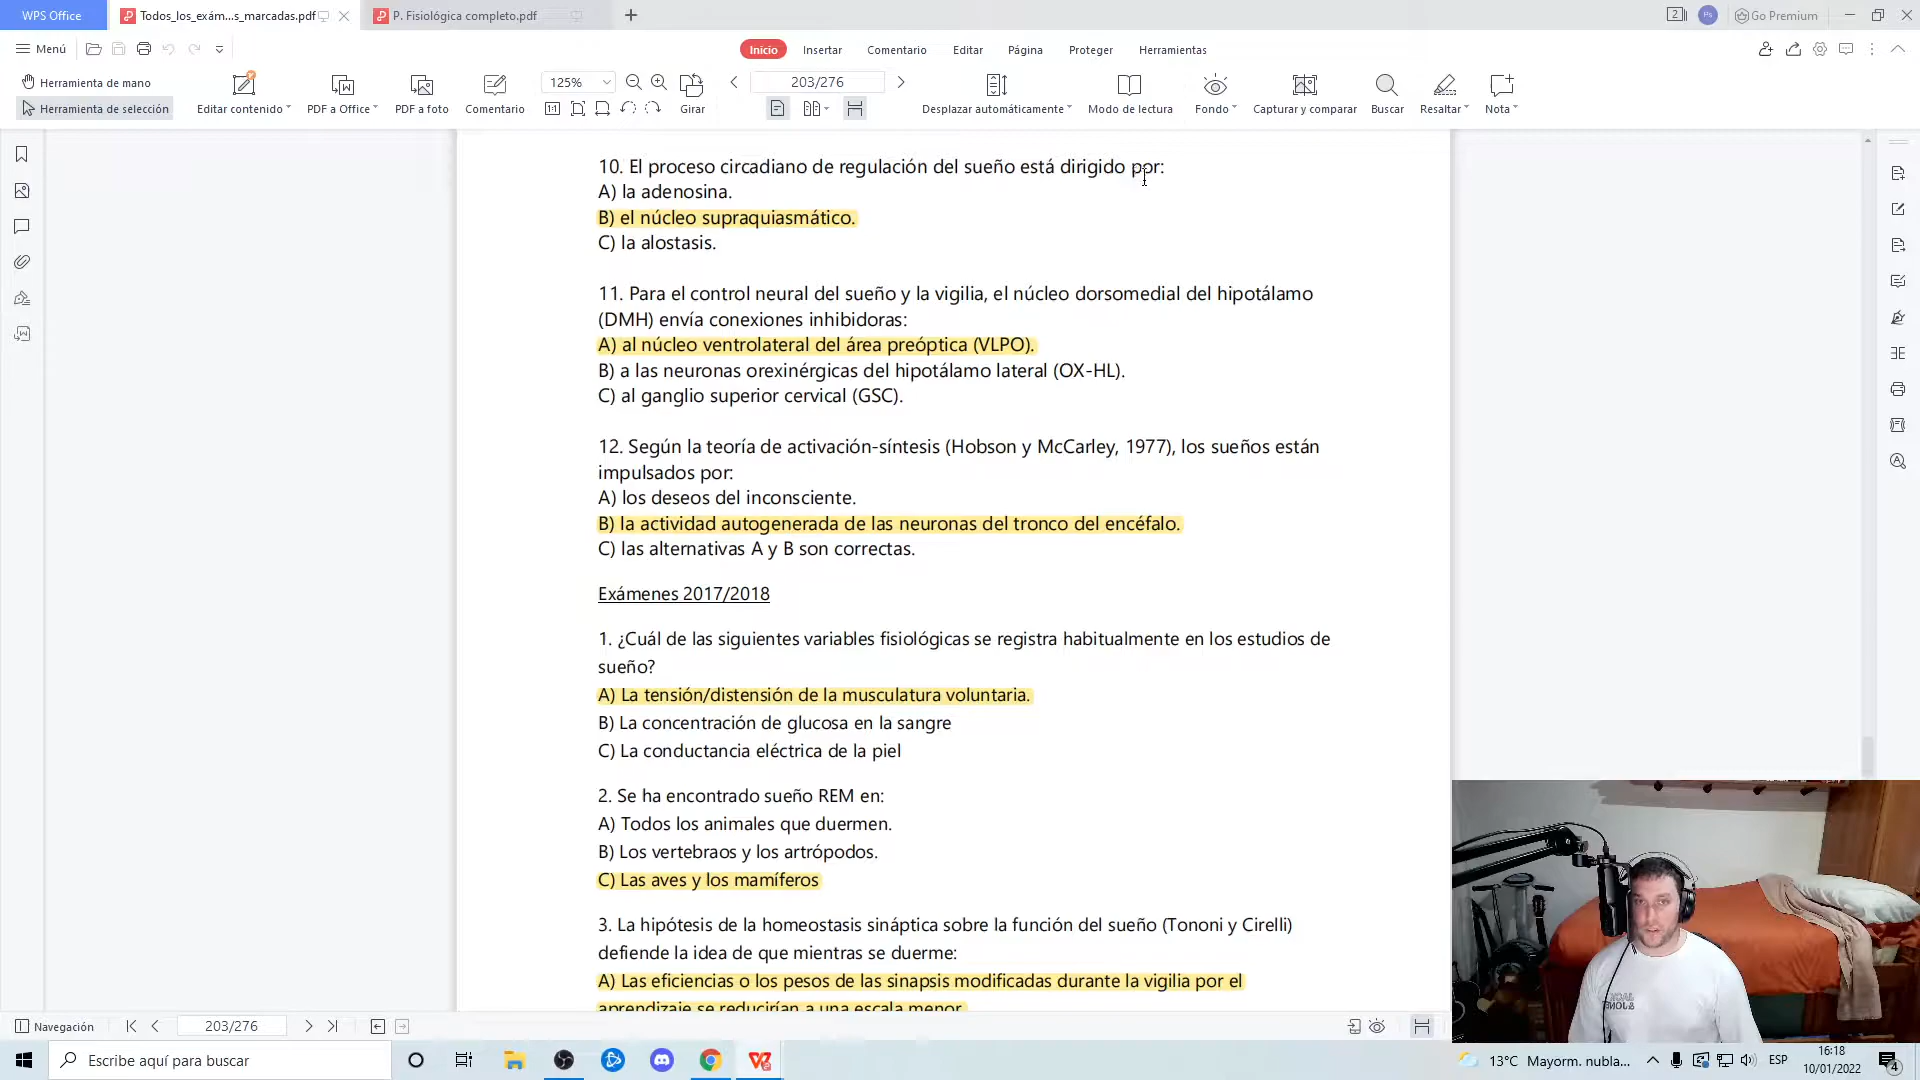 WPS Office
Todos_los_exám...s_marcadas.pdf
P. Fisiológica completo.pdf
2
Ps
Go Premium
Menú
Inicio
Insertar
Comentario
Editar
Página
Proteger
Herramientas
Herramienta de mano
Herramienta de selección
Editar contenido
PDF a Office
PDF a foto
Comentario
125%
Girar
203/276
Desplazar automáticamente
Modo de lectura
Fondo
Capturar y comparar
Buscar
Resaltar
Nota
10. El proceso circadiano de regulación del sueño está dirigido por:
A) la adenosina.
B) el núcleo supraquiasmático.
C) la alostasis.
11. Para el control neural del sueño y la vigilia, el núcleo dorsomedial del hipotálamo
(DMH) envía conexiones inhibidoras:
A) al núcleo ventrolateral del área preóptica (VLPO).
B) a las neuronas orexinérgicas del hipotálamo lateral (OX-HL).
C) al ganglio superior cervical (GSC).
12. Según la teoría de activación-síntesis (Hobson y McCarley, 1977), los sueños están
impulsados por:
A) los deseos del inconsciente.
B) la actividad autogenerada de las neuronas del tronco del encéfalo.
C) las alternativas A y B son correctas.
Exámenes 2017/2018
1. ¿Cuál de las siguientes variables fisiológicas se registra habitualmente en los estudios de
sueño?
A) La tensión/distensión de la musculatura voluntaria.
B) La concentración de glucosa en la sangre
C) La conductancia eléctrica de la piel
2. Se ha encontrado sueño REM en:
A) Todos los animales que duermen.
B) Los vertebraos y los artrópodos.
C) Las aves y los mamíferos
3. La hipótesis de la homeostasis sináptica sobre la función del sueño (Tononi y Cirelli)
defiende la idea de que mientras se duerme:
A) Las eficiencias o los pesos de las sinapsis modificadas durante la vigilia por el
aprendizaje se reducirían a una escala menor.
Navegación
203/276
Escribe aquí para buscar
13°C Mayorm. nubla...
ESP
16:18
10/01/2022
4